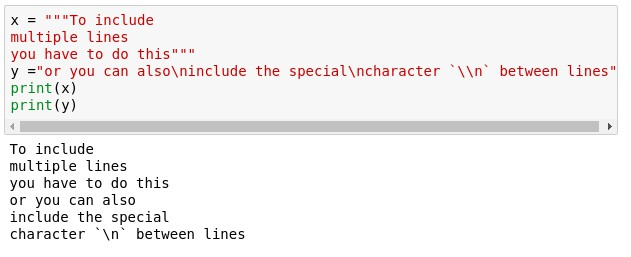 x = """To include
multiple lines
you have to do this"""
y ="or you can also\ninclude the special\ncharacter `\\n` between lines"
print(x)
print(y)
To include
multiple lines
you have to do this
or you can also
include the special
character `\n` between lines